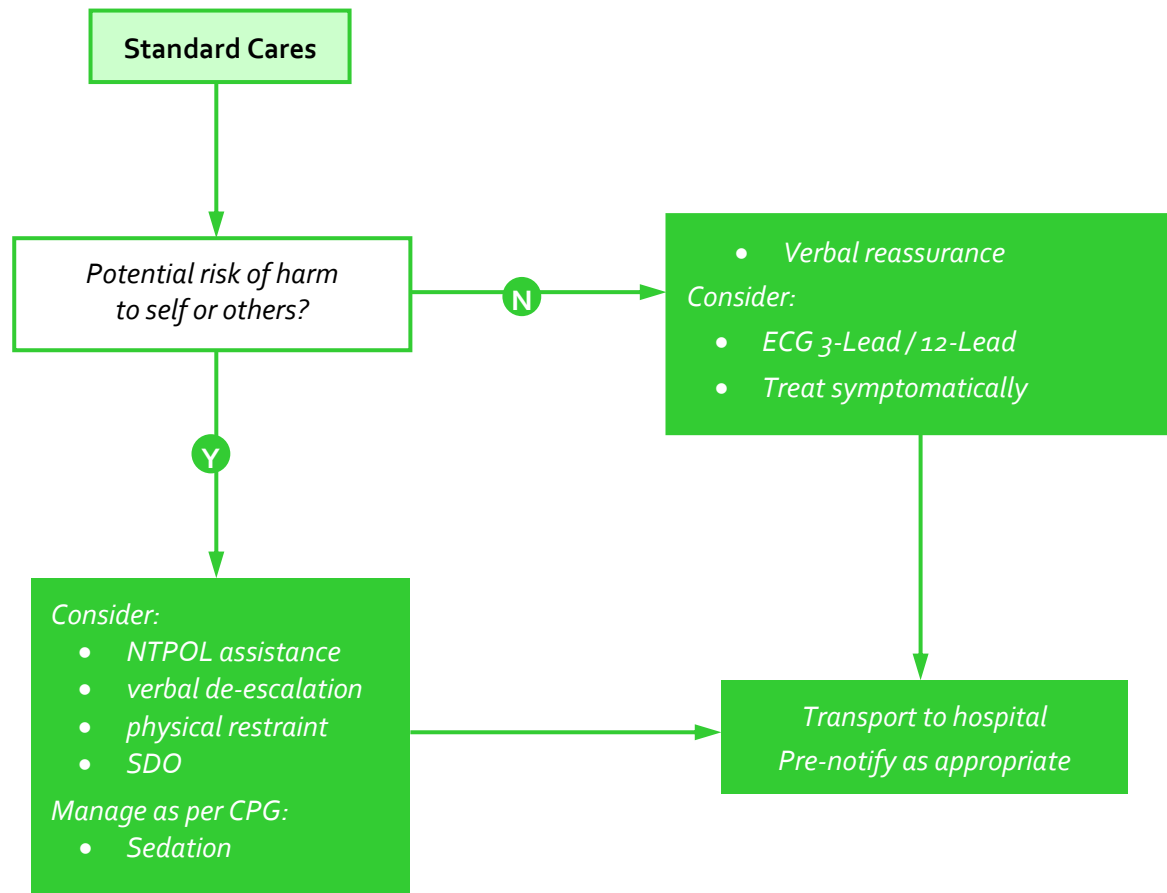 Standard Cares
Potential risk of harm
to self or others?
N
• Verbal reassurance
Consider:
• ECG 3-Lead / 12-Lead
• Treat symptomatically
Y
Consider:
• NTPOL assistance
• verbal de-escalation
• physical restraint
• SDO
Manage as per CPG:
• Sedation
Transport to hospital
Pre-notify as appropriate